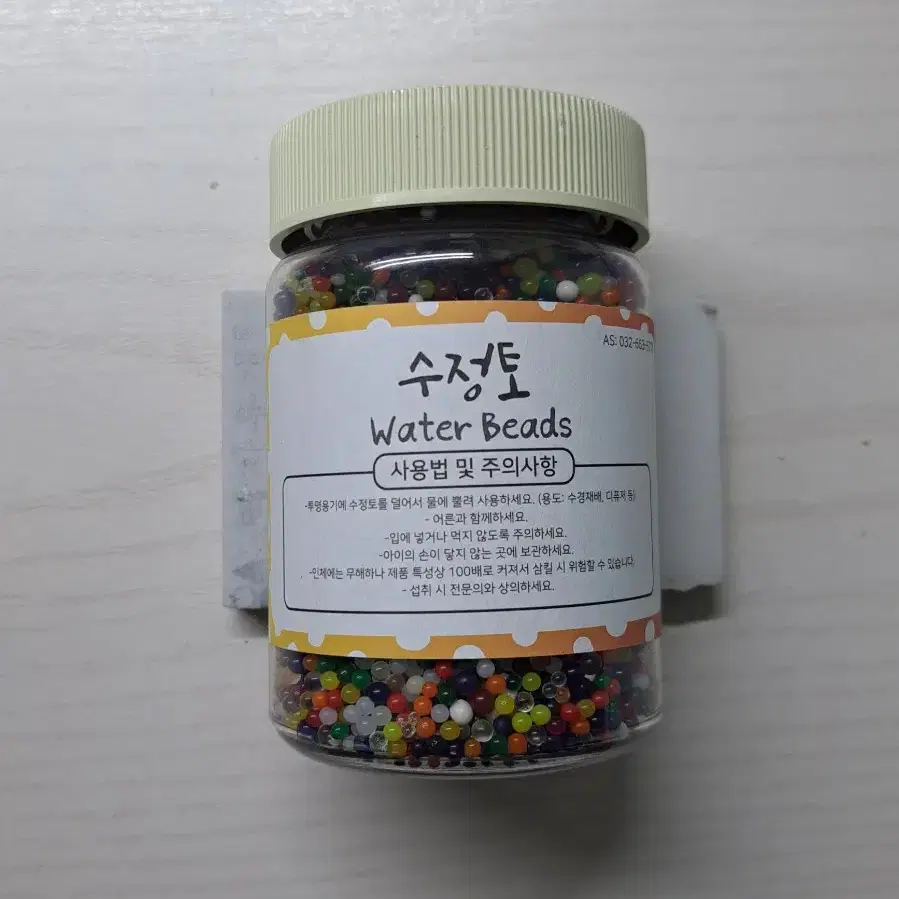 AS: 032-663-
수정토
Water Beads
사용법 및 주의사항
-투명용기에 수정토를 덜어서 물에 뿔려 사용하세요. (용도: 수경재배, 디퓨저 등)
- 어른과 함께하세요.
-입에 넣거나 먹지 않도록 주의하세요.
-아이의 손이 닿지 않는 곳에 보관하세요.
-인체에는 무해하나 제품 특성상 100배로 커져서 삼킬 시 위험할 수 있습니다.
- 섭취 시 전문의와 상의하세요.